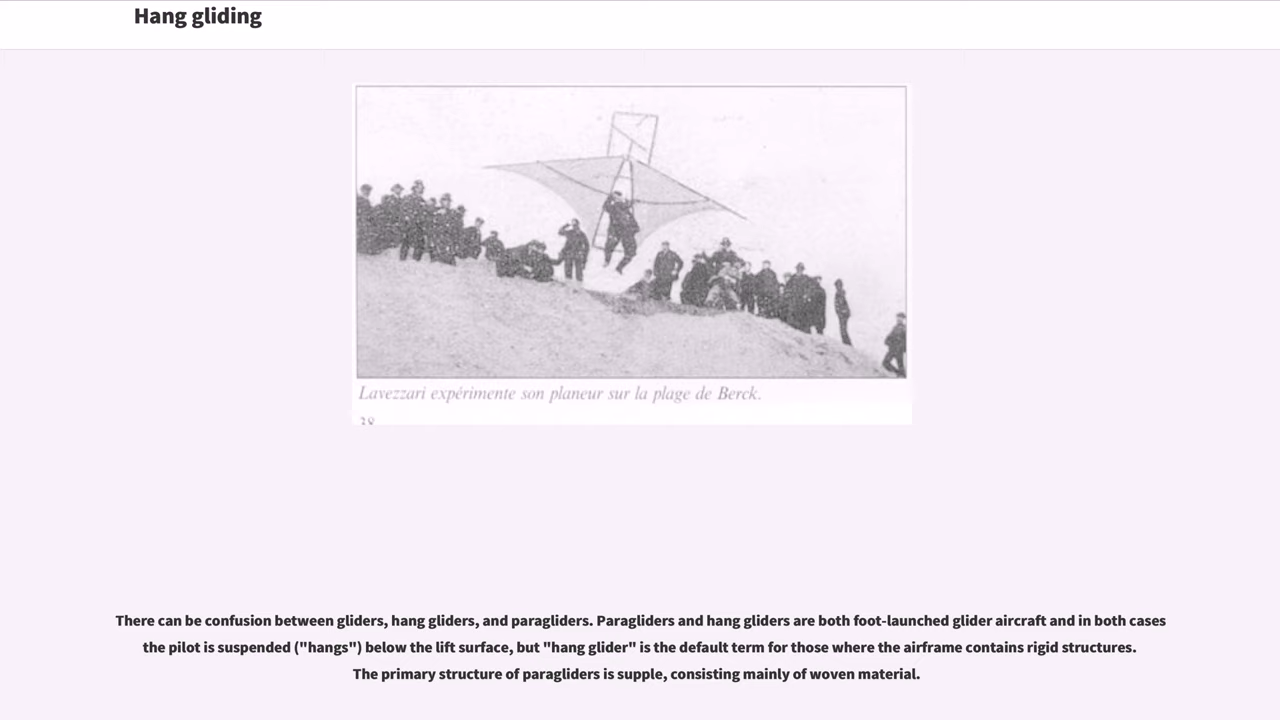 Hang gliding
Lavezzari expérimente son planeur sur la plage de Berck.
There can be confusion between gliders, hang gliders, and paragliders. Paragliders and hang gliders are both foot-launched glider aircraft and in both cases
the pilot is suspended ("hangs") below the lift surface, but "hang glider" is the default term for those where the airframe contains rigid structures.
The primary structure of paragliders is supple, consisting mainly of woven material.